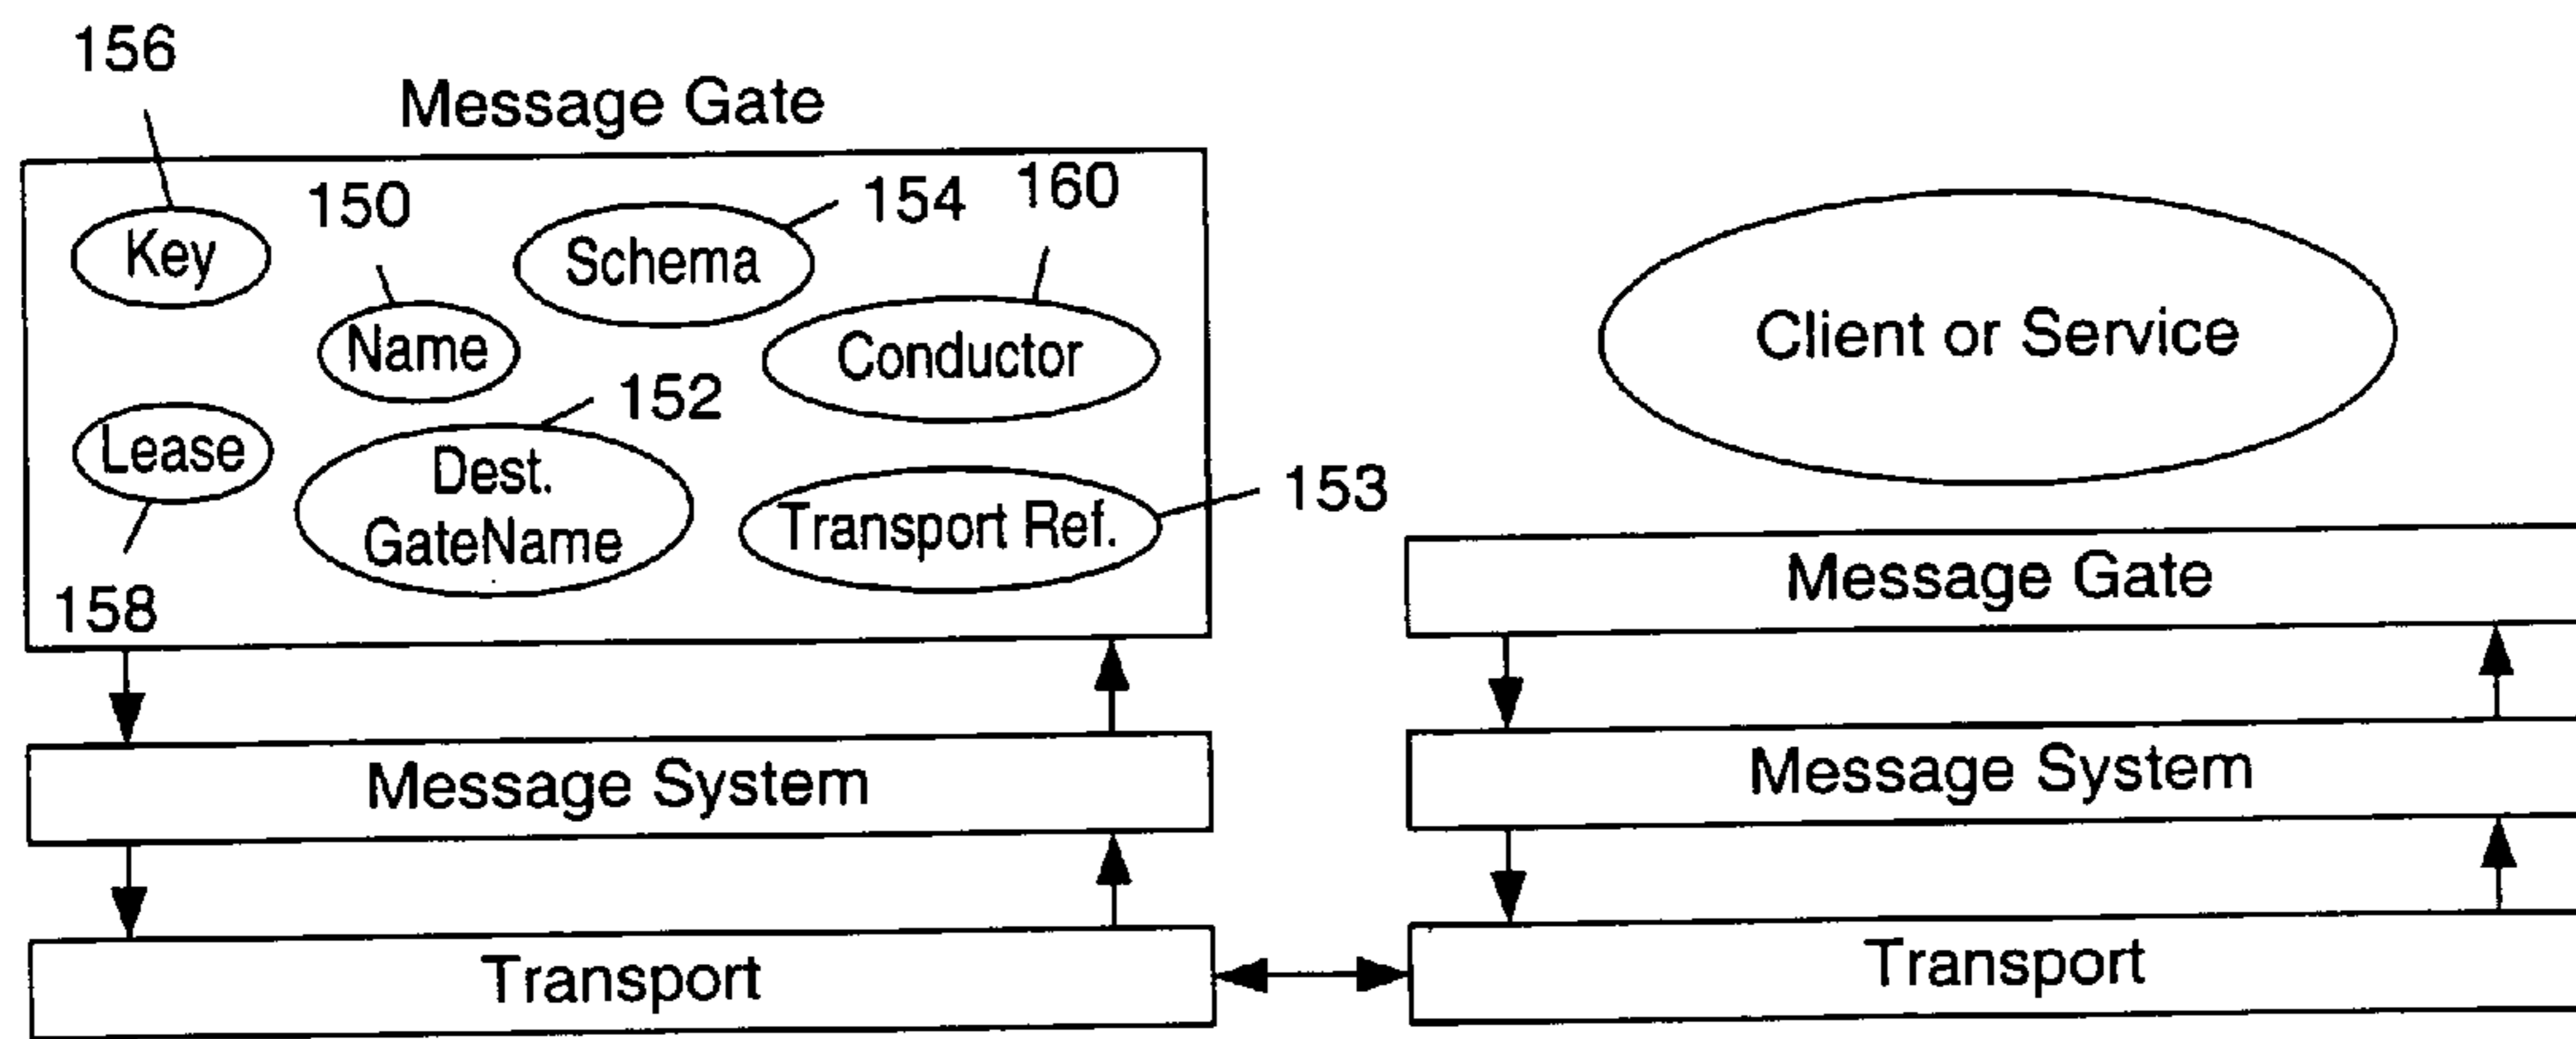 156
Message Gate
150
154
160
Key
Schema
Name
Conductor
Client or Service
152
Lease
Dest.
GateName
Transport Ref.
153
158
Message Gate
Message System
Message System
Transport
Transport